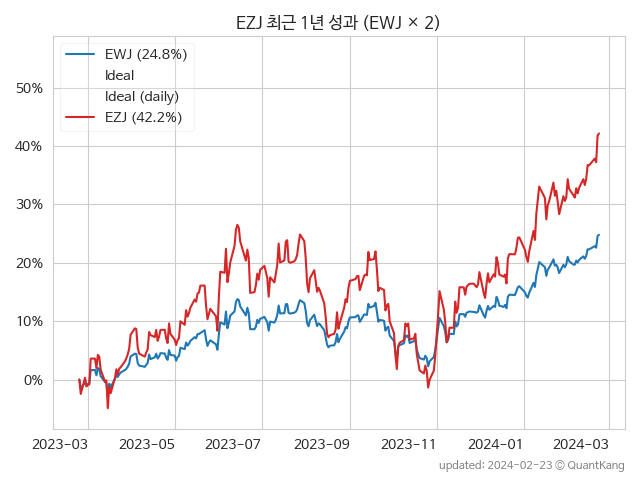 EZJ 최근 1년 성과 (EWJ × 2)
EWJ (24.8%)
Ideal
Ideal (daily)
EZJ (42.2%)
50%
40%
30%
20%
10%
0%
2023-03 2023-05 2023-07 2023-09 2023-11 2024-01 2024-03
updated: 2024-02-23 © QuantKang